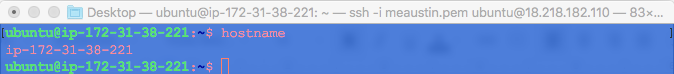 Desktop — ubuntu@ip-172-31-38-221: ~ — ssh -i meaustin.pem ubuntu@18.218.182.110 — 83×...
[ubuntu@ip-172-31-38-221:~$ hostname ]
ip-172-31-38-221
ubuntu@ip-172-31-38-221:~$